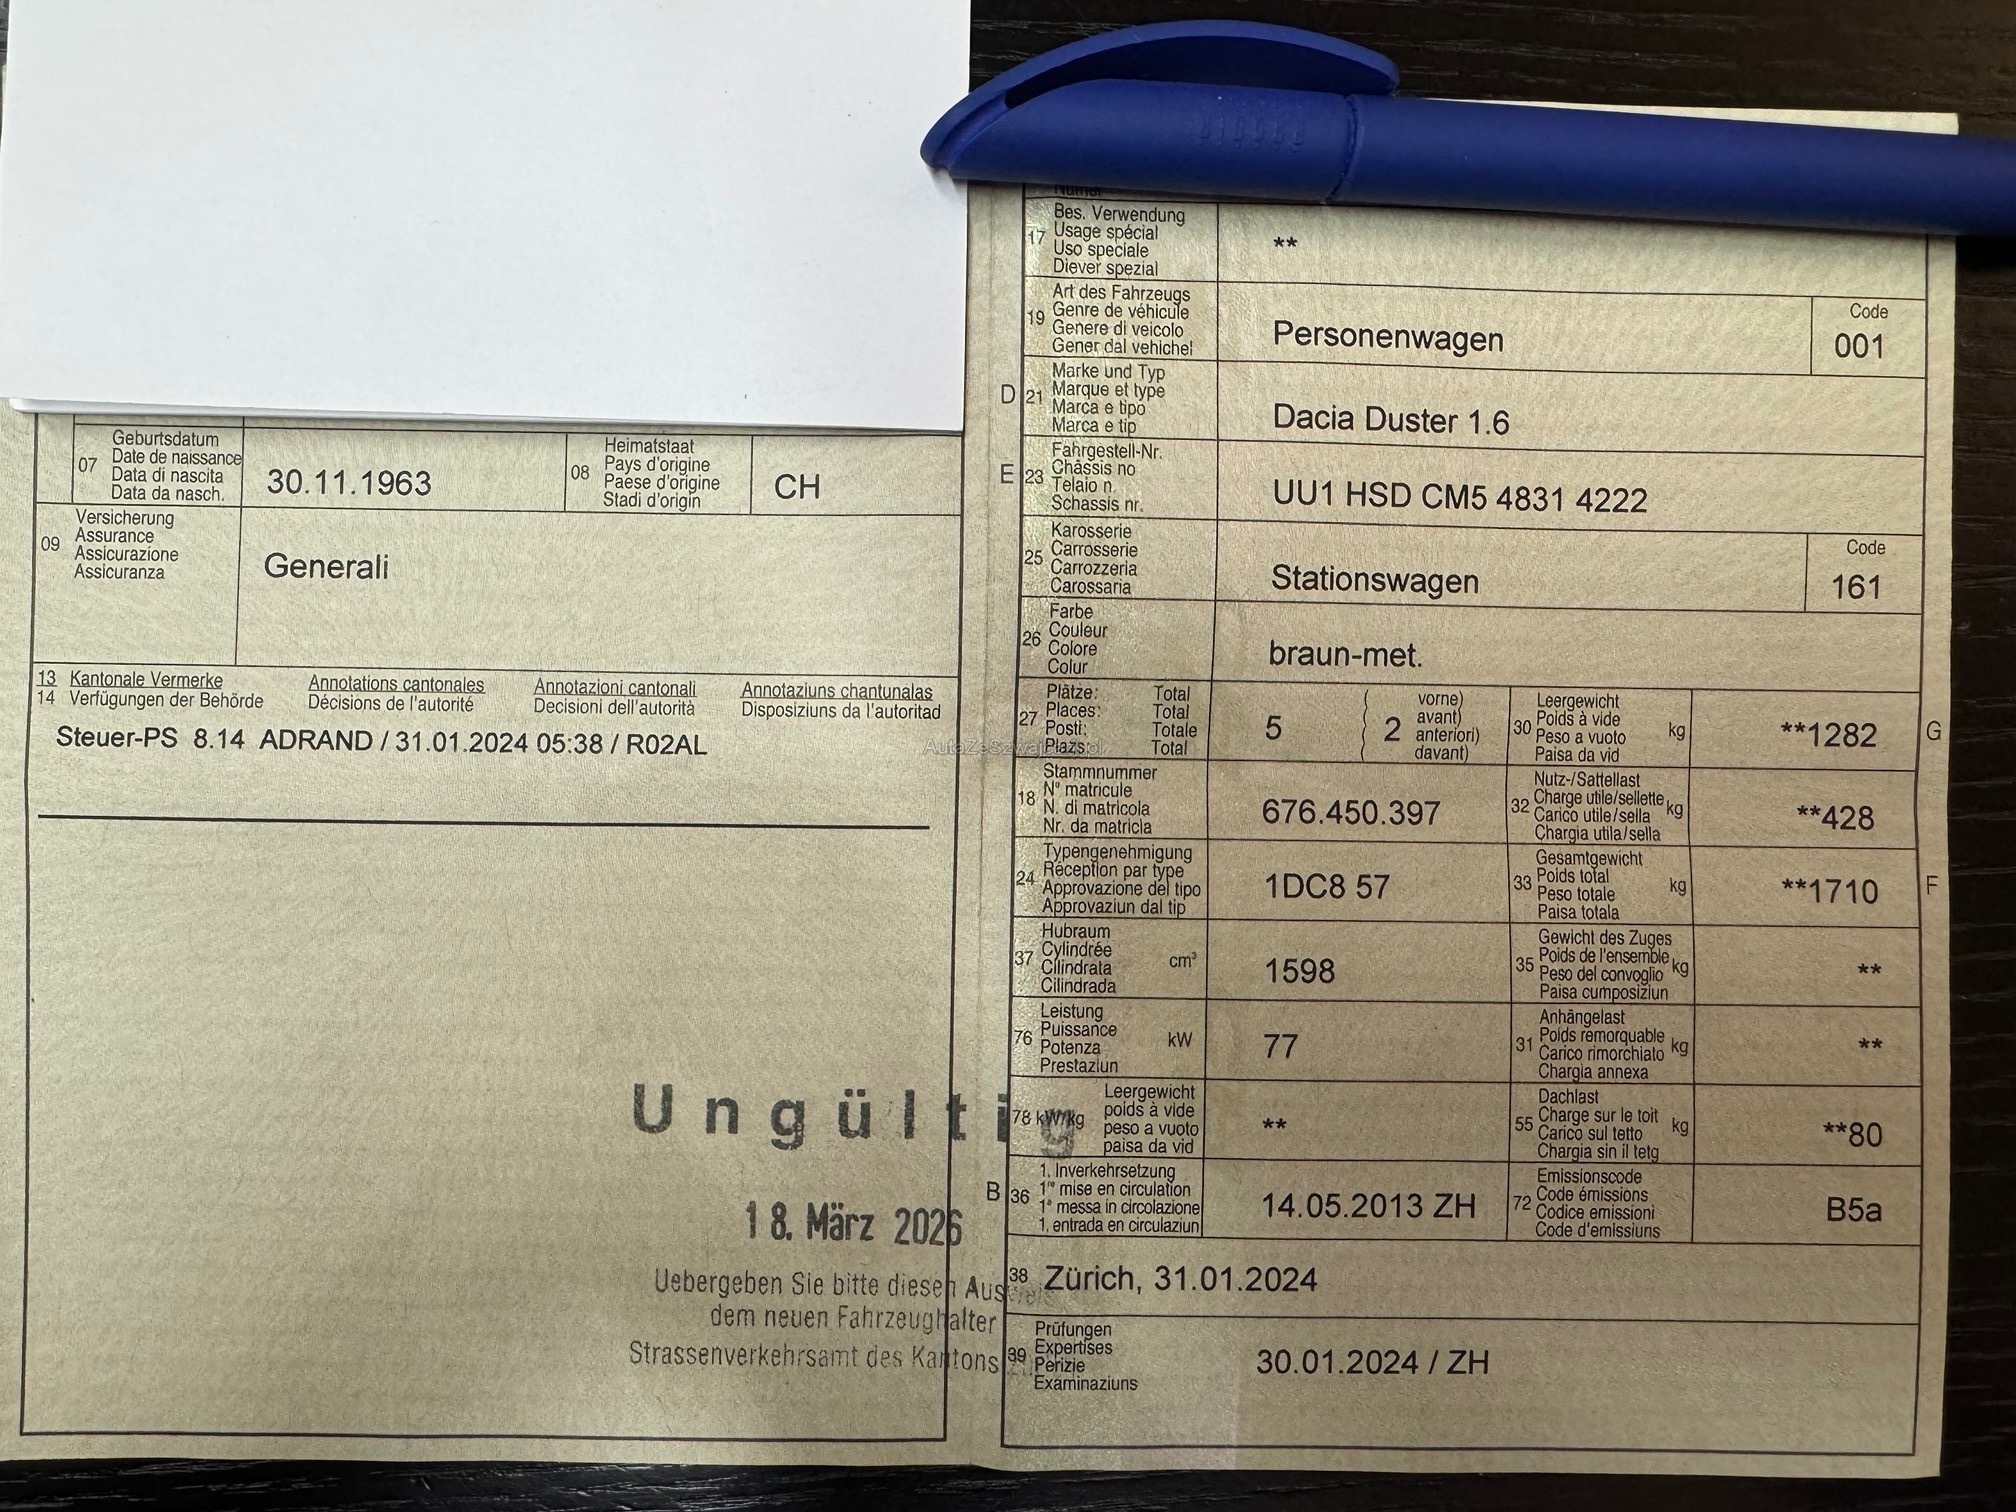 07
Geburtsdatum
Date de naissance
Data di nascita
Data da nasch.
30.11.1963
08
Heimatstaat
Pays d'origine
Paese d'origine
Stadi d'origin
CH
09
Versicherung
Assurance
Assicurazione
Assicuranza
Generali
13 Kantonale Vermerke Annotations cantonales Annotazioni cantonali Annotaziuns chantunalas
14 Verfügungen der Behörde Décisions de l'autorité Decisioni dell'autorità Disposiziuns da l'autoritad
Steuer-PS 8.14 ADRAND / 31.01.2024 05:38 / R02AL
Ungültig
18. März 2026
Uebergeben Sie bitte diesen Ausweis
dem neuen Fahrzeughalter
Strassenverkehrsamt des Kantons
Numer
17
Bes. Verwendung
Usage spécial
Uso speciale
Diever spezial
**
19
Art des Fahrzeugs
Genre de véhicule
Genere di veicolo
Gener dal vehichel
Personenwagen
Code
001
D
21
Marke und Typ
Marque et type
Marca e tipo
Marca e tip
Dacia Duster 1.6
E
23
Fahrgestell-Nr.
Châssis no
Telaio n.
Schassis nr.
UU1 HSD CM5 4831 4222
25
Karosserie
Carrosserie
Carrozzeria
Carossaria
Stationswagen
Code
161
26
Farbe
Couleur
Colore
Colur
braun-met.
27
Plätze: Total
Places: Total
Posti: Totale
Plazs: Total
5
2
vorne)
avant)
anteriori)
davant)
30
Leergewicht
Poids à vide
Peso a vuoto
Paisa da vid
kg
**1282
G
18
Stammnummer
N° matricule
N. di matricola
Nr. da matricla
676.450.397
32
Nutz-/Sattellast
Charge utile/sellette
Carico utile/sella
Chargia utila/sella
kg
**428
24
Typengenehmigung
Réception par type
Approvazione del tipo
Approvaziun dal tip
1DC8 57
33
Gesamtgewicht
Poids total
Peso totale
Paisa totala
kg
**1710
F
37
Hubraum
Cylindrée
Cilindrata
Cilindrada
cm³
1598
35
Gewicht des Zuges
Poids de l'ensemble
Peso del convoglio
Paisa cumposiziun
kg
**
76
Leistung
Puissance
Potenza
Prestaziun
kW
77
31
Anhängelast
Poids remorquable
Carico rimorchiato
Chargia annexa
kg
**
78 kW/kg
Leergewicht
poids à vide
peso a vuoto
paisa da vid
**
55
Dachlast
Charge sur le toit
Carico sul tetto
Chargia sin il tetg
kg
**80
B
36
1. Inverkehrsetzung
1re mise en circulation
1a messa in circolazione
1. entrada en circulaziun
14.05.2013 ZH
72
Emissionscode
Code émissions
Codice emissioni
Code d'emissiuns
B5a
38
Zürich, 31.01.2024
39
Prüfungen
Expertises
Perizie
Examinaziuns
30.01.2024 / ZH